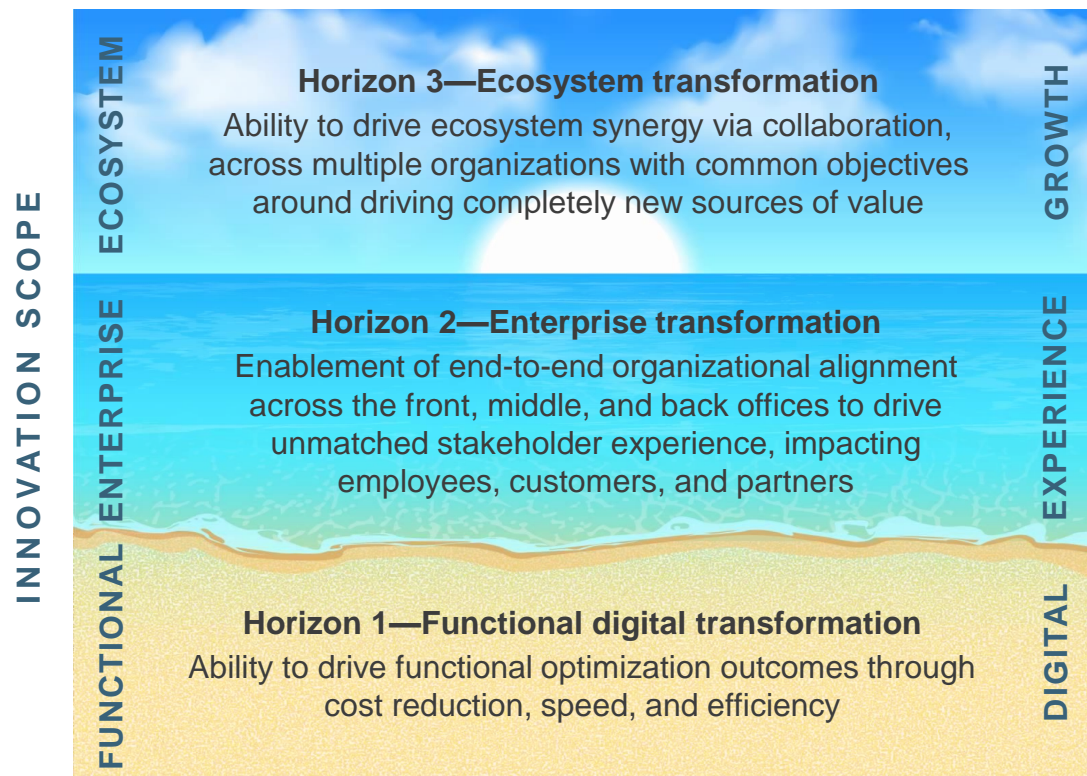 INNOVATION SCOPE
ECOSYSTEM
Horizon 3—Ecosystem transformation
Ability to drive ecosystem synergy via collaboration,
across multiple organizations with common objectives
around driving completely new sources of value
GROWTH
ENTERPRISE
Horizon 2—Enterprise transformation
Enablement of end-to-end organizational alignment
across the front, middle, and back offices to drive
unmatched stakeholder experience, impacting
employees, customers, and partners
EXPERIENCE
FUNCTIONAL
Horizon 1—Functional digital transformation
Ability to drive functional optimization outcomes through
cost reduction, speed, and efficiency
DIGITAL